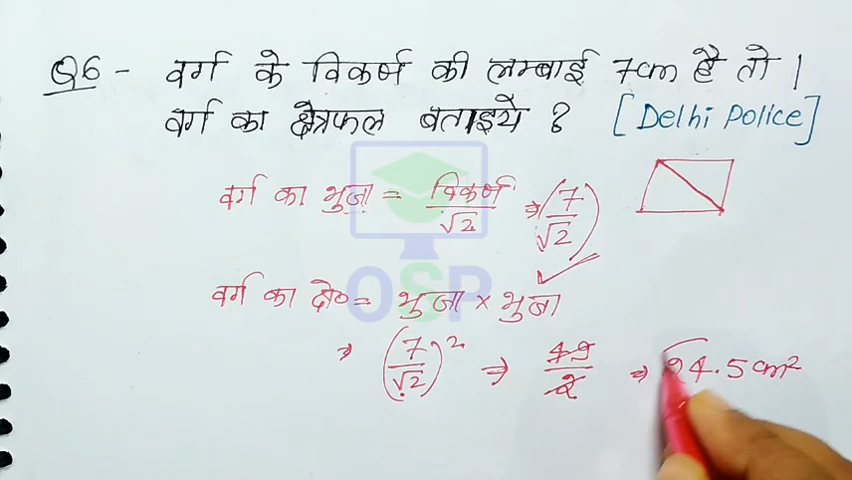 Q6 - वर्ग के विकर्ण की लम्बाई 7cm है तो |
वर्ग का क्षेत्रफल बताइये ? [Delhi Police]
वर्ग का भुजा = विकर्ण/√2 ⇒ (7/√2)
वर्ग का क्षे० = भुजा × भुजा
⇒ (7/√2)² ⇒ 49/2 ⇒ 24.5 cm²
OSP